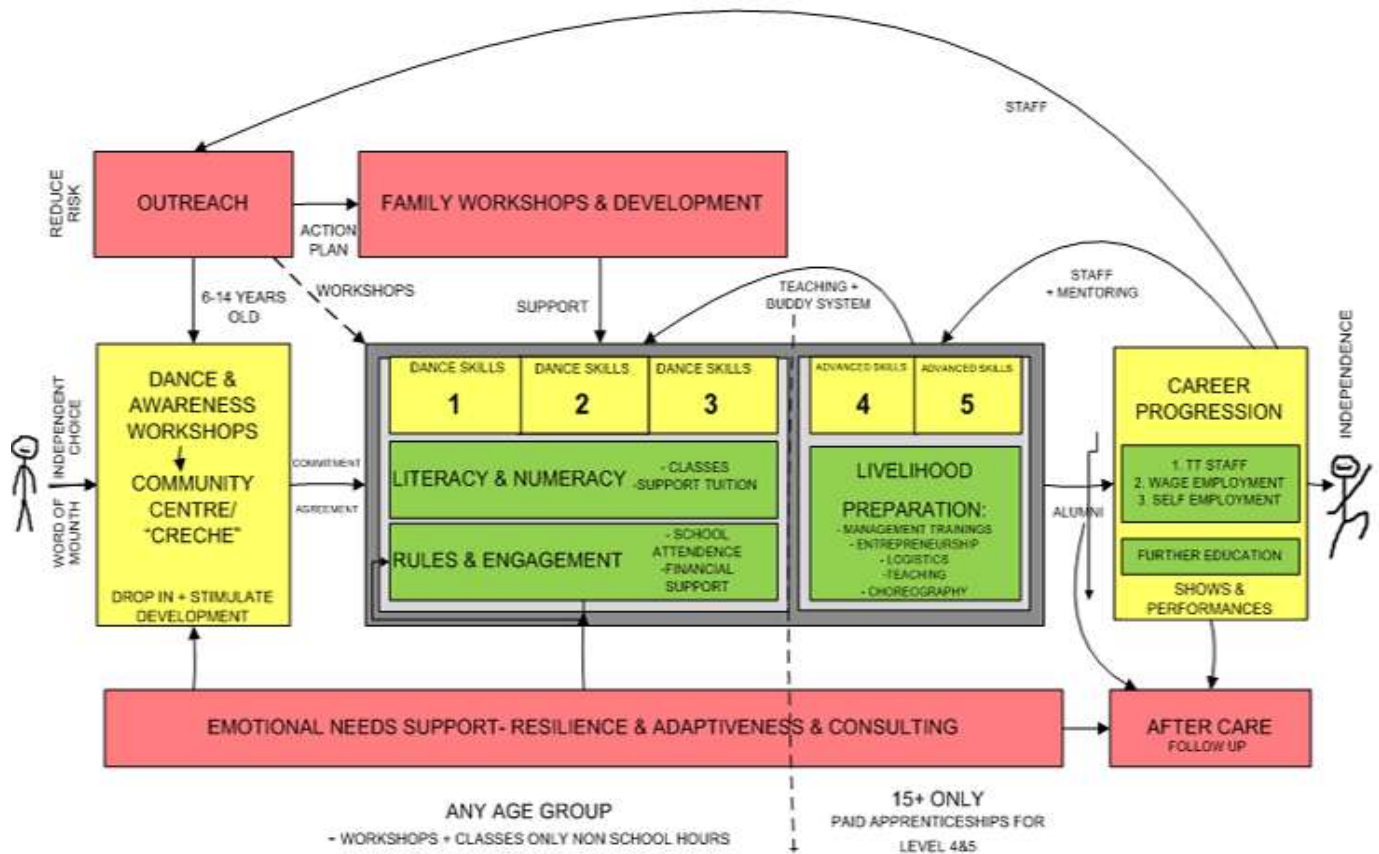 STAFF
REDUCE
RISK
OUTREACH
ACTION
PLAN
FAMILY WORKSHOPS & DEVELOPMENT
6-14 YEARS
OLD
WORKSHOPS
SUPPORT
TEACHING +
BUDDY SYSTEM
STAFF
+ MENTORING
INDEPENDENCE
WORD OF
MOUNTH
INDEPENDENT
CHOICE
DANCE &
AWARENESS
WORKSHOPS
COMMUNITY
CENTRE/
"CRECHE"
DROP IN + STIMULATE
DEVELOPMENT
COMMITMENT
AGREEMENT
DANCE SKILLS
1
DANCE SKILLS
2
DANCE SKILLS
3
LITERACY & NUMERACY
- CLASSES
-SUPPORT TUITION
RULES & ENGAGEMENT
- SCHOOL
ATTENDENCE
-FINANCIAL
SUPPORT
ADVANCED SKILLS
4
ADVANCED SKILLS
5
LIVELIHOOD
PREPARATION:
- MANAGEMENT TRAININGS
- ENTREPRENEURSHIP
- LOGISTICS
-TEACHING
- CHOREOGRAPHY
ALUMNI
CAREER
PROGRESSION
1. TT STAFF
2. WAGE EMPLOYMENT
3. SELF EMPLOYMENT
FURTHER EDUCATION
SHOWS &
PERFORMANCES
EMOTIONAL NEEDS SUPPORT- RESILIENCE & ADAPTIVENESS & CONSULTING
AFTER CARE
FOLLOW UP
ANY AGE GROUP
- WORKSHOPS + CLASSES ONLY NON SCHOOL HOURS
15+ ONLY
PAID APPRENTICESHIPS FOR
LEVEL 4&5